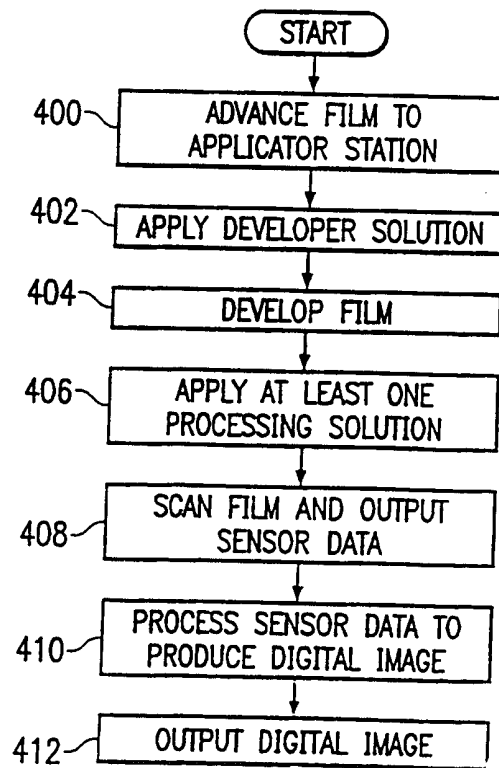 START
400
ADVANCE FILM TO
APPLICATOR STATION
402
APPLY DEVELOPER SOLUTION
404
DEVELOP FILM
406
APPLY AT LEAST ONE
PROCESSING SOLUTION
408
SCAN FILM AND OUTPUT
SENSOR DATA
410
PROCESS SENSOR DATA TO
PRODUCE DIGITAL IMAGE
412
OUTPUT DIGITAL IMAGE